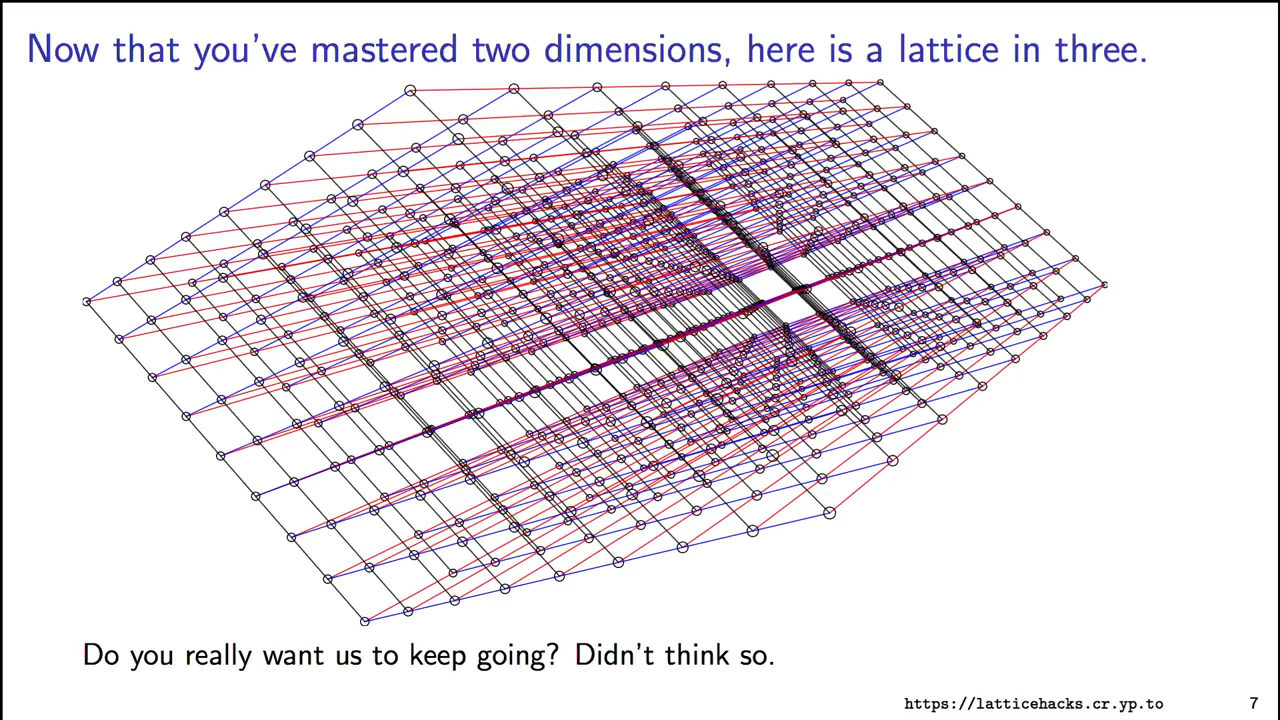 Now that you've mastered two dimensions, here is a lattice in three.
Do you really want us to keep going? Didn't think so.
https://latticehacks.cr.yp.to 7